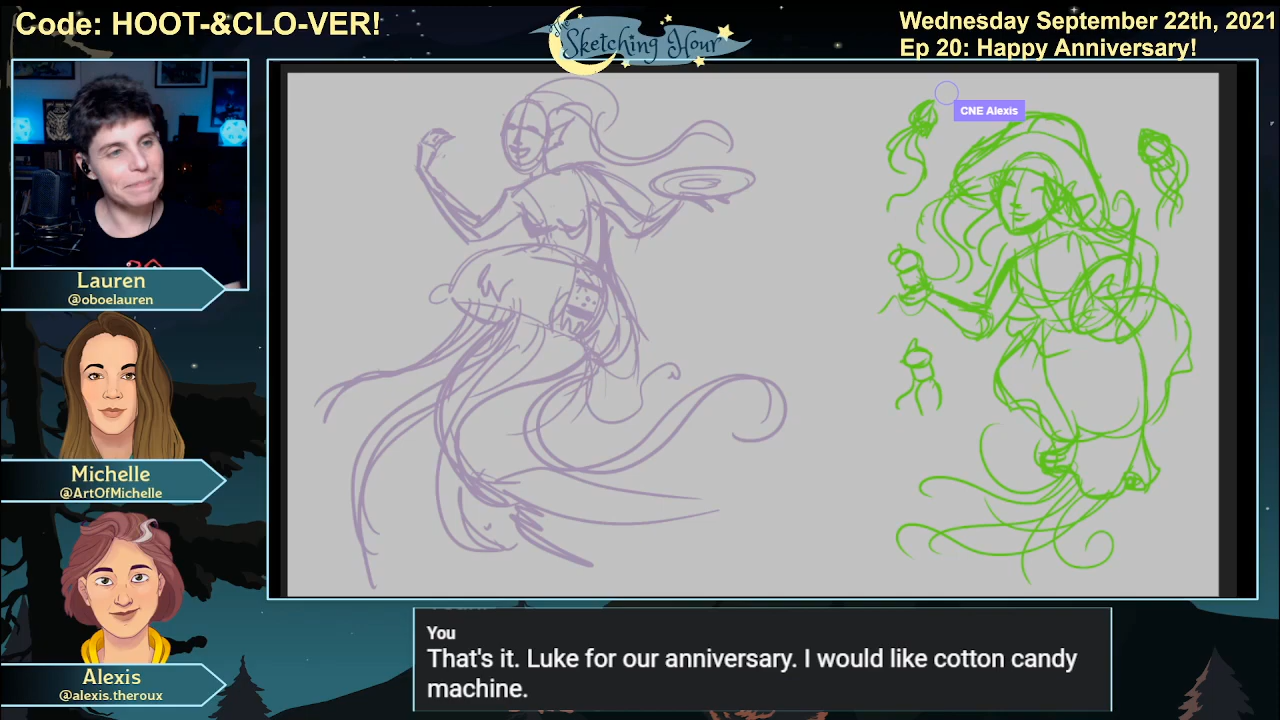 Code: HOOT-&CLO-VER!
The
Sketching Hour
Wednesday September 22th, 2021
Ep 20: Happy Anniversary!
CNE Alexis
Lauren
@oboelauren
Michelle
@ArtOfMichelle
Alexis
@alexis.theroux
You
That's it. Luke for our anniversary. I would like cotton candy
machine.